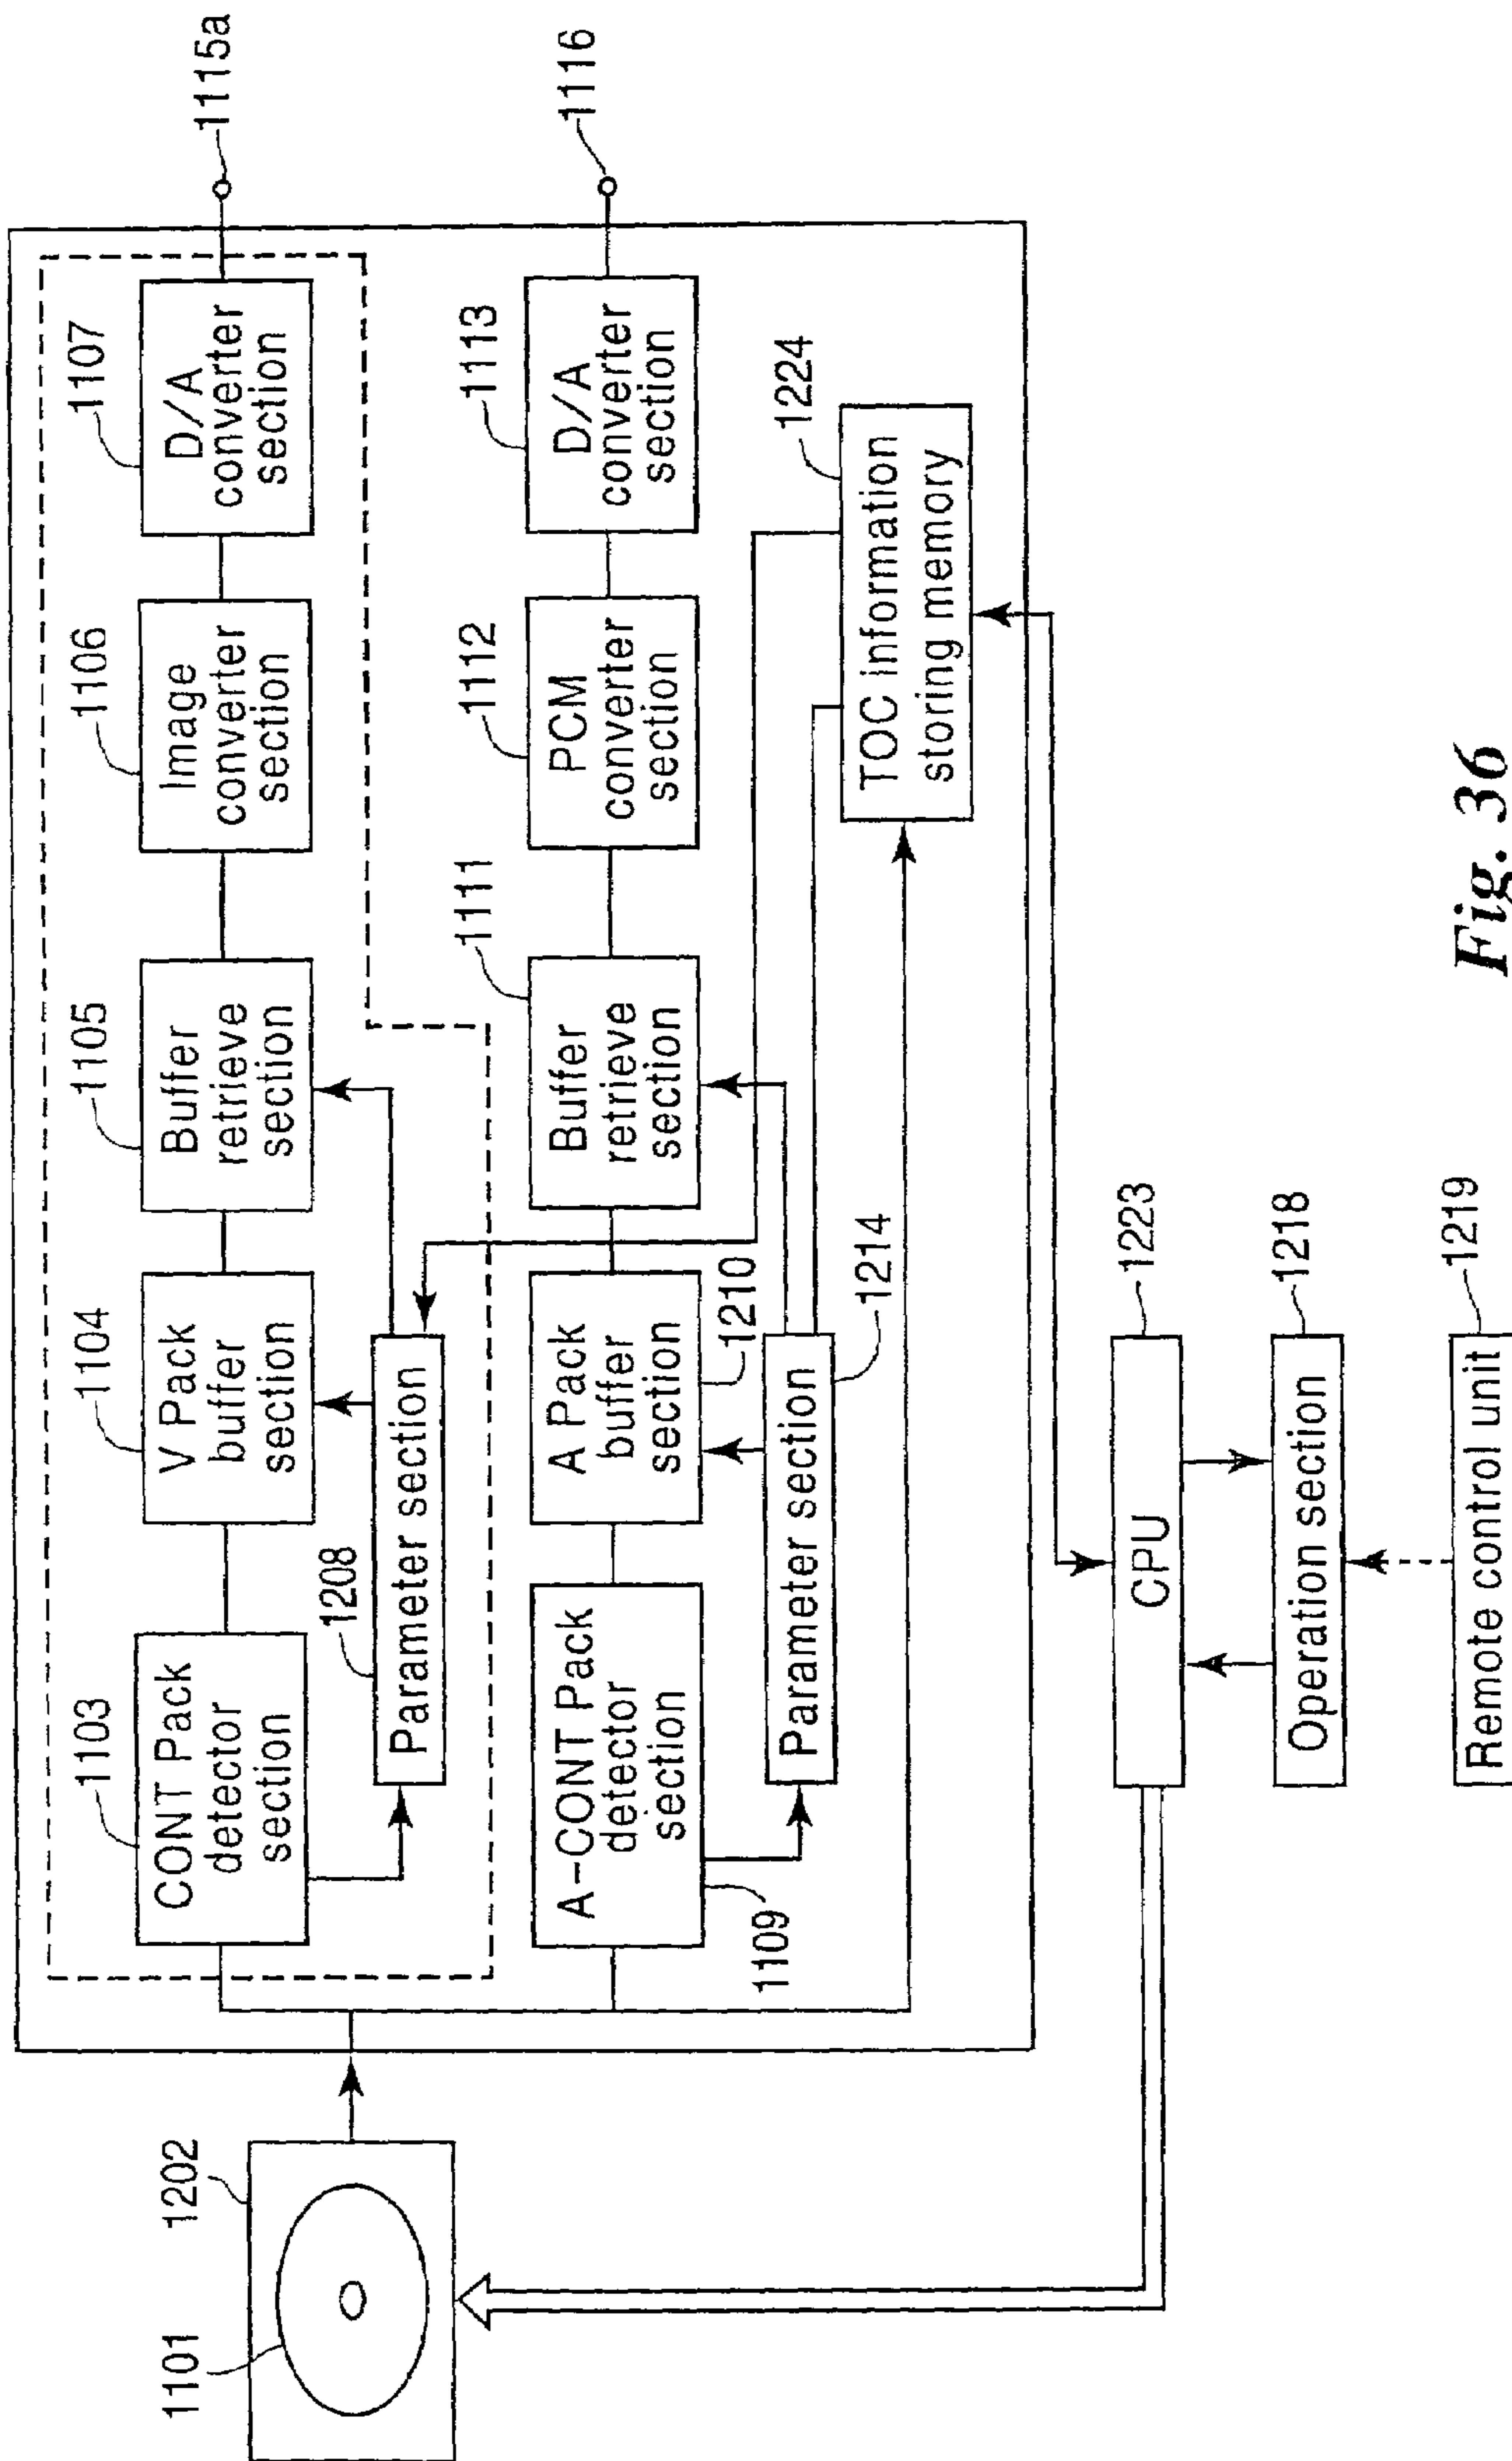 1101
1202
1103
CONT Pack
detector
section
1104
V Pack
buffer
section
1105
Buffer
retrieve
section
1106
Image
converter
section
1107
D/A
converter
section
1115a
1208
Parameter section
A-CONT Pack
detector
section
1109
A Pack
buffer
section
1210
Buffer
retrieve
section
1111
PCM
converter
section
1112
D/A
converter
section
1113
1116
Parameter section
1214
TOC information
storing memory
1224
CPU
1223
Operation section
1218
Remote control unit
1219
Fig. 36